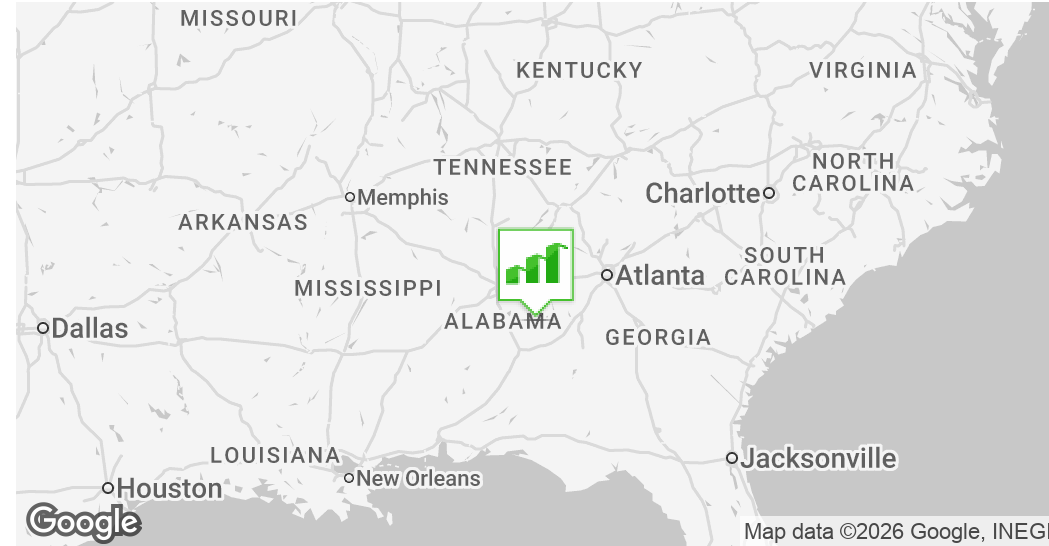 MISSOURI
KENTUCKY
VIRGINIA
TENNESSEE
NORTH
CAROLINA
Charlotte
Memphis
ARKANSAS
SOUTH
CAROLINA
Atlanta
MISSISSIPPI
ALABAMA
Dallas
GEORGIA
LOUISIANA
Jacksonville
New Orleans
Houston
Google
Map data ©2026 Google, INEGI